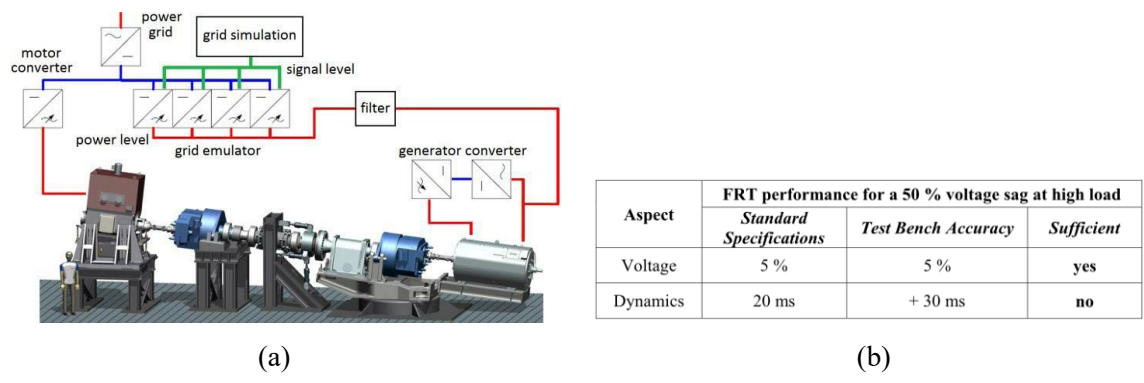 power
grid
grid simulation
motor
converter
signal level
filter
power level
grid emulator
generator converter
Aspect
FRT performance for a 50 % voltage sag at high load
Standard Specifications
Test Bench Accuracy
Sufficient
Voltage 5 % 5 % yes
Dynamics 20 ms + 30 ms no
(a)
(b)